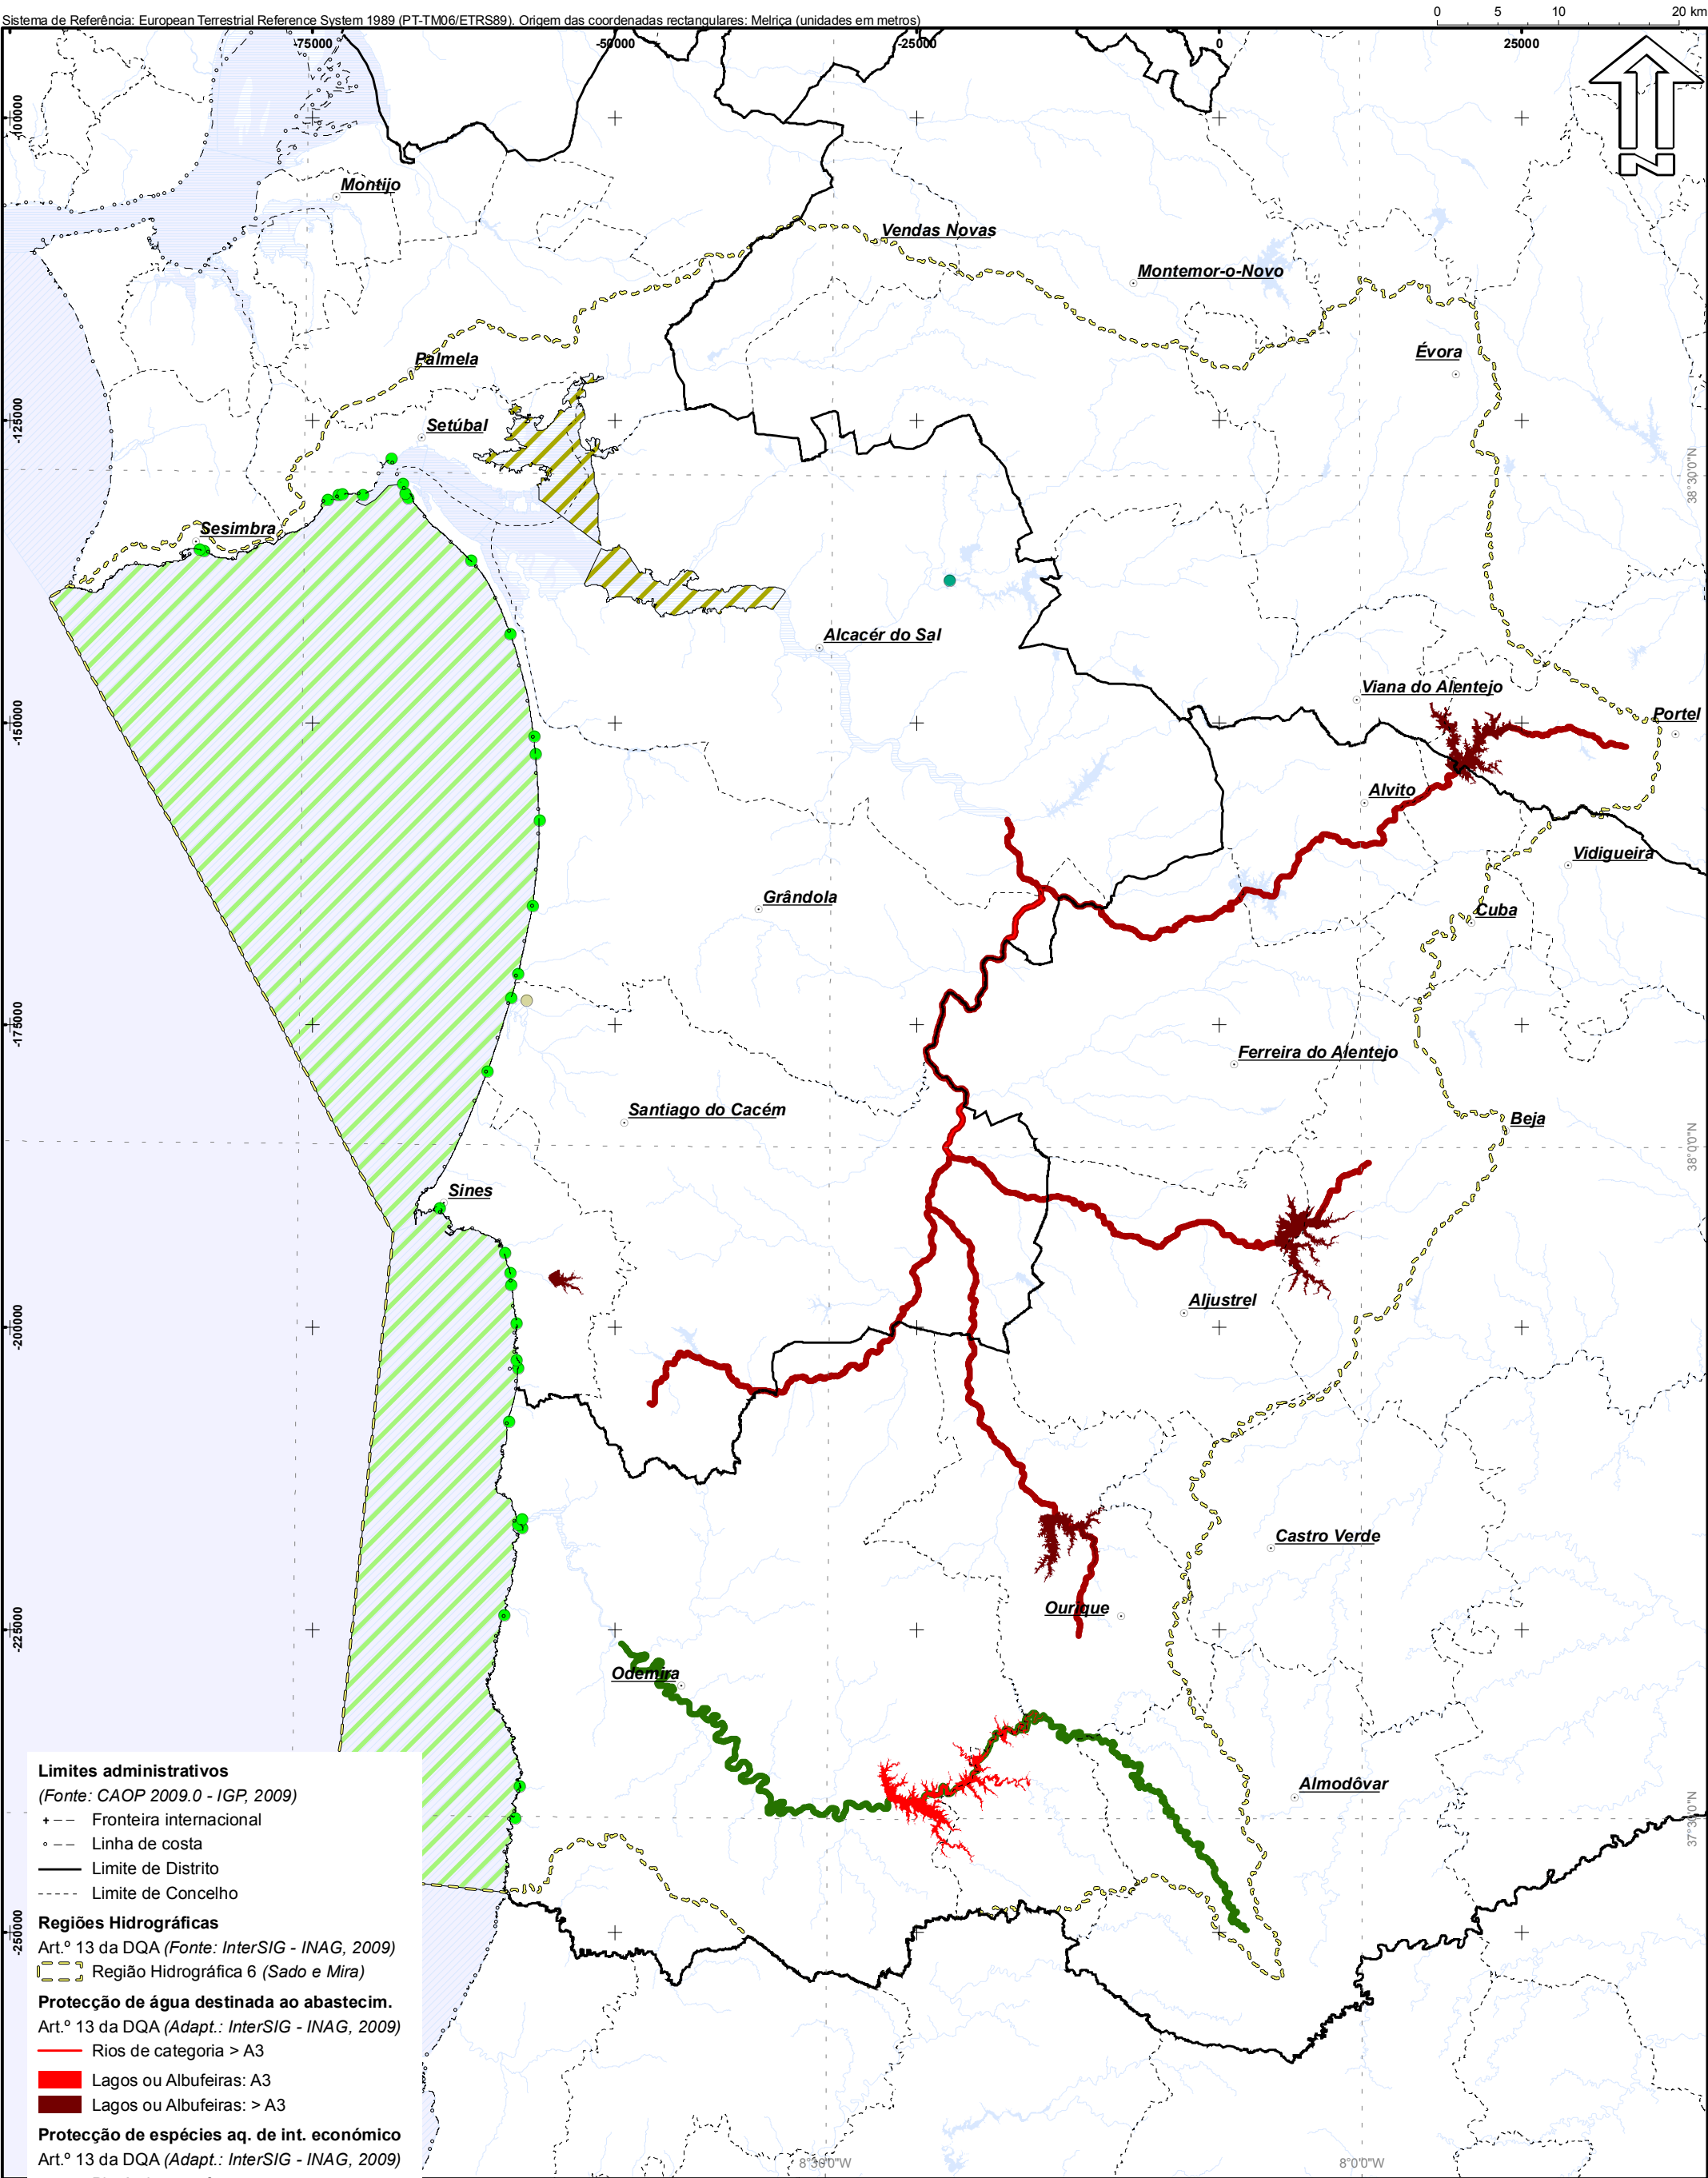 Sistema de Referência: European Terrestrial Reference System 1989 (PT-TM06/ETRS89). Origem das coordenadas rectangulares: Melriça (unidades em metros)
0 5 10 20 km
-75000 -50000 -25000 0 25000
N
-100000
Montijo
Vendas Novas
Montemor-o-Novo
Évora
Palmela
-125000
Setúbal
38°30'0"N
Sesimbra
Alcacér do Sal
Viana do Alentejo
Portel
-150000
Alvito
Vidigueira
Grândola
Cuba
-175000
Ferreira do Alentejo
Santiago do Cacém
Beja
38°0'0"N
Sines
Aljustrel
-200000
Castro Verde
Ourique
-225000
Odemira
Almodôvar
37°30'0"N
-250000
Limites administrativos
(Fonte: CAOP 2009.0 - IGP, 2009)
Fronteira internacional
Linha de costa
Limite de Distrito
Limite de Concelho
Regiões Hidrográficas
Art.º 13 da DQA (Fonte: InterSIG - INAG, 2009)
Região Hidrográfica 6 (Sado e Mira)
Protecção de água destinada ao abastecim.
Art.º 13 da DQA (Adapt.: InterSIG - INAG, 2009)
Rios de categoria > A3
Lagos ou Albufeiras: A3
Lagos ou Albufeiras: > A3
Protecção de espécies aq. de int. económico
Art.º 13 da DQA (Adapt.: InterSIG - INAG, 2009)
8°30'0"W 8°0'0"W